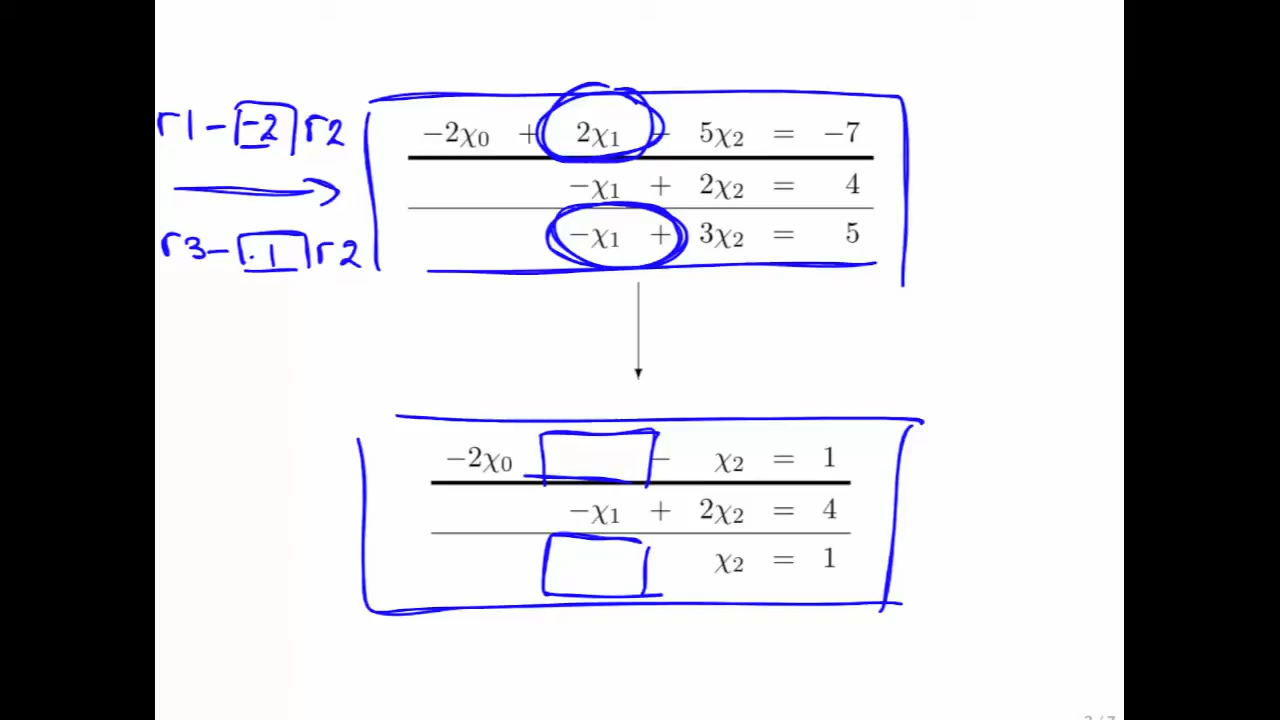 r1 - -2 r2
−2χ0 + 2χ1 − 5χ2 = −7
−χ1 + 2χ2 = 4
r3 - 1 r2
−χ1 + 3χ2 = 5
−2χ0 − χ2 = 1
−χ1 + 2χ2 = 4
χ2 = 1